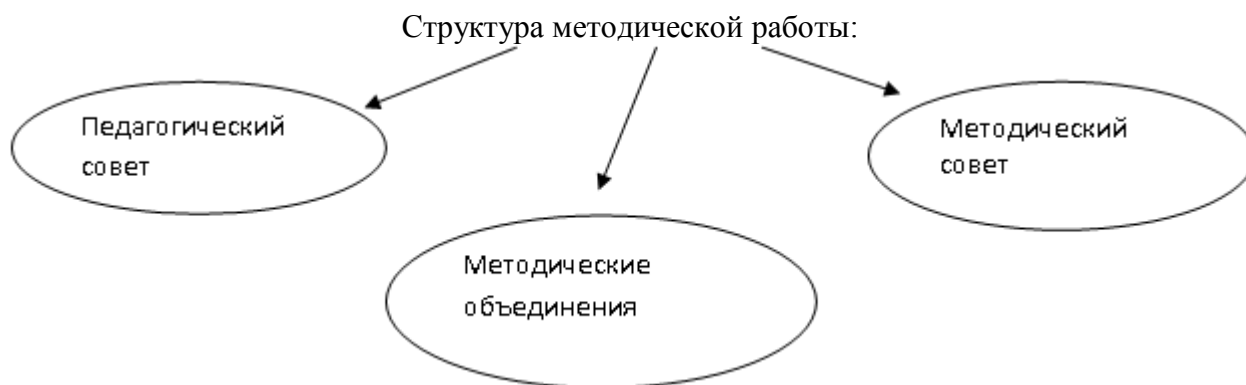 Структура методической работы:
Педагогический
совет
Методический
совет
Методические
объединения